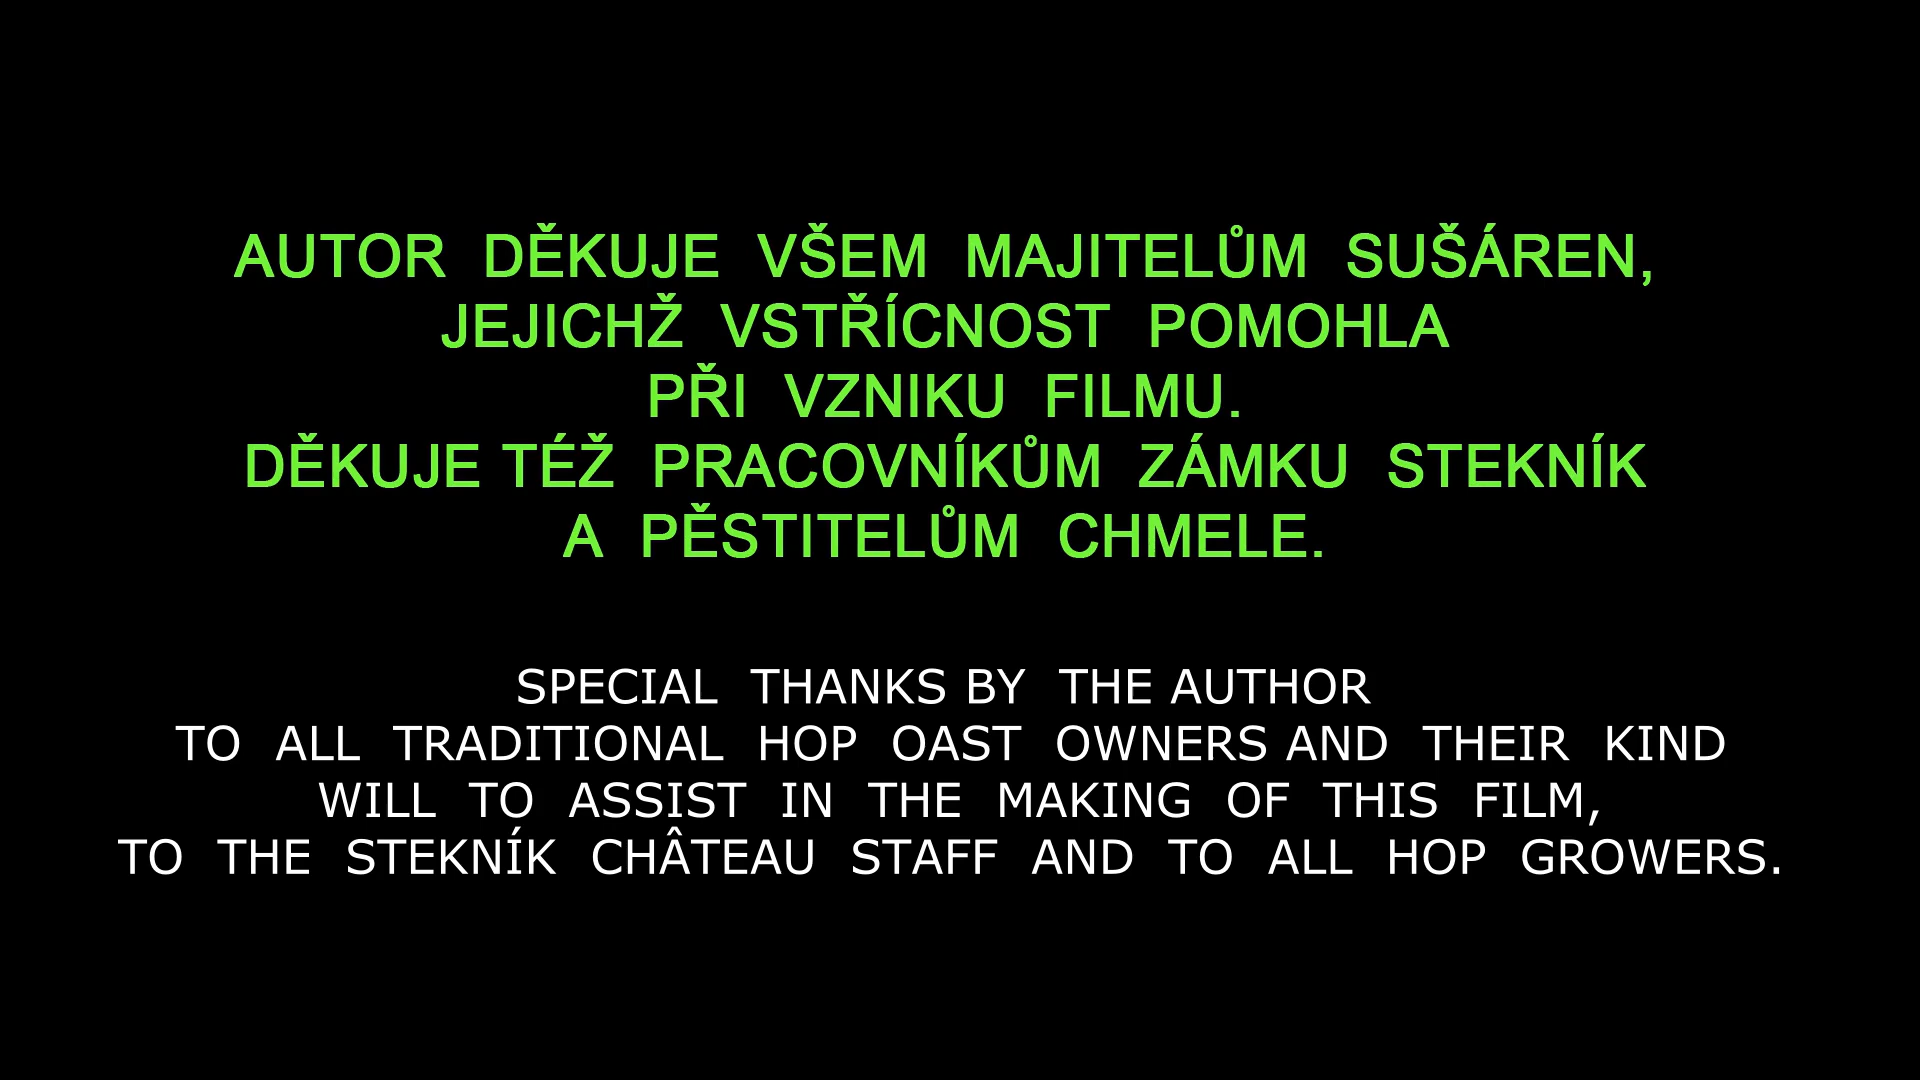 AUTOR DĚKUJE VŠEM MAJITELŮM SUŠÁREN,
JEJICHŽ VSTŘÍCNOST POMOHLA
PŘI VZNIKU FILMU.
DĚKUJE TÉŽ PRACOVNÍKŮM ZÁMKU STEKNÍK
A PĚSTITELŮM CHMELE.
SPECIAL THANKS BY THE AUTHOR
TO ALL TRADITIONAL HOP OAST OWNERS AND THEIR KIND
WILL TO ASSIST IN THE MAKING OF THIS FILM,
TO THE STEKNÍK CHÂTEAU STAFF AND TO ALL HOP GROWERS.